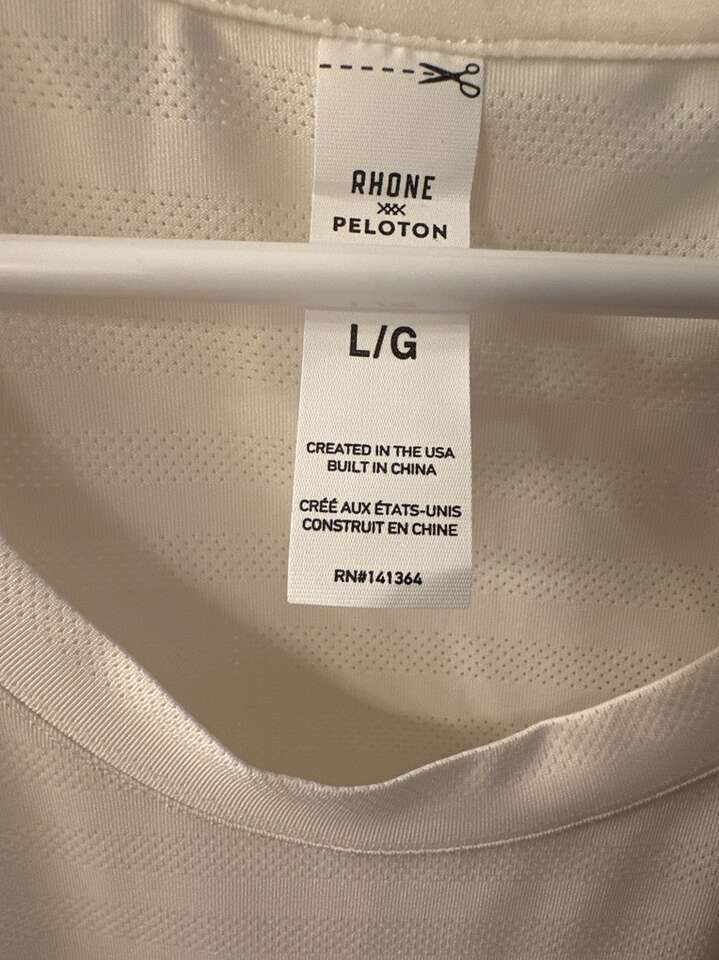 RHONE
PELOTON
L/G
CREATED IN THE USA
BUILT IN CHINA
CRÉÉ AUX ÉTATS-UNIS
CONSTRUIT EN CHINE
RN#141364